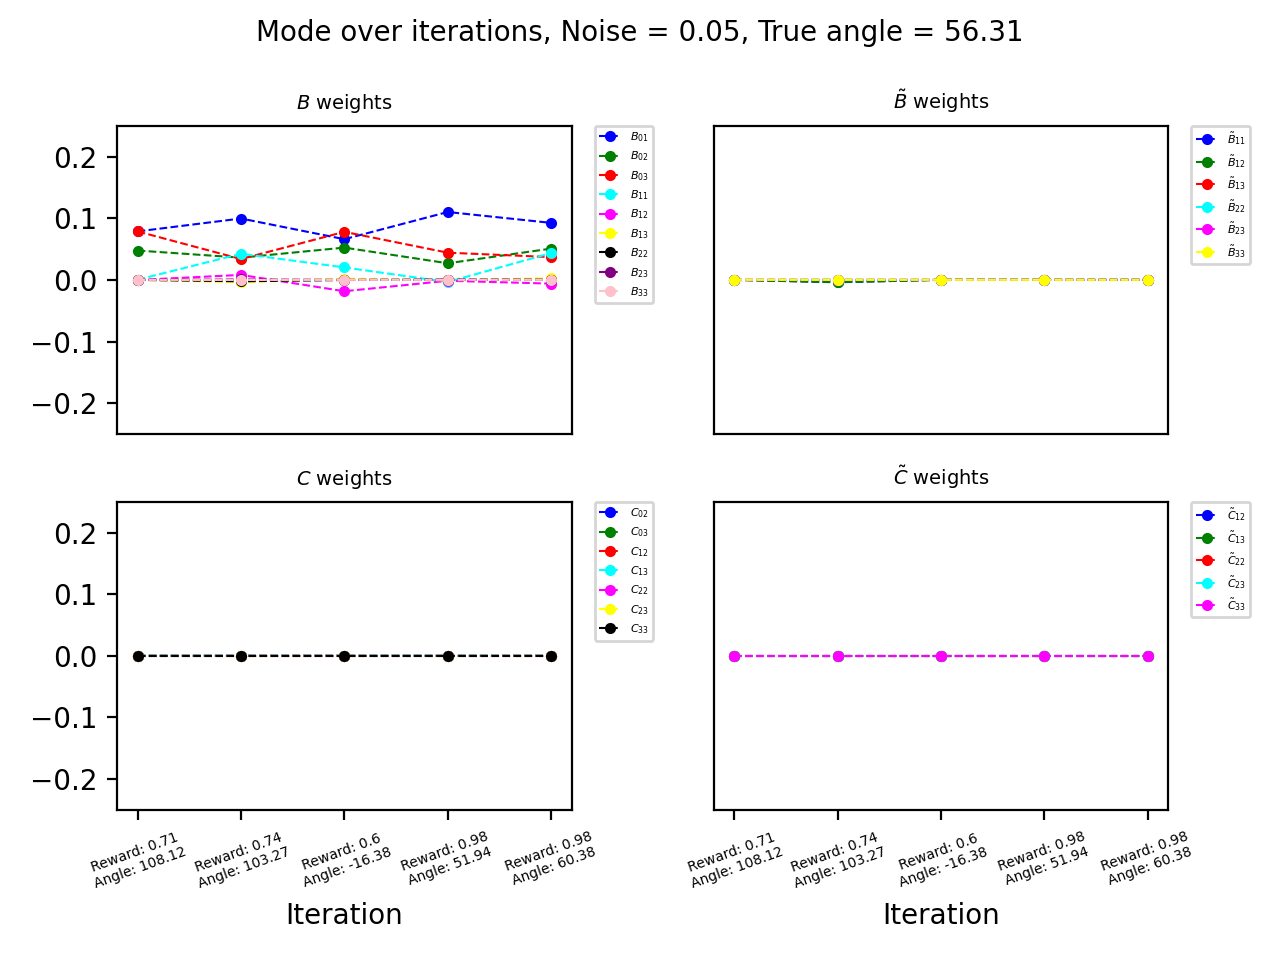 Mode over iterations, Noise = 0.05, True angle = 56.31
B weights
B̃ weights
0.2
0.1
0.0
−0.1
−0.2
B₀₁
B₀₂
B₀₃
B₁₁
B₁₂
B₁₃
B₂₂
B₂₃
B₃₃
B̃₁₁
B̃₁₂
B̃₁₃
B̃₂₂
B̃₂₃
B̃₃₃
C weights
C̃ weights
0.2
0.1
0.0
−0.1
−0.2
C₀₂
C₀₃
C₁₂
C₁₃
C₂₂
C₂₃
C₃₃
C̃₁₂
C̃₁₃
C̃₂₂
C̃₂₃
C̃₃₃
Reward: 0.71
Angle: 108.12
Reward: 0.74
Angle: 103.27
Reward: 0.6
Angle: -16.38
Reward: 0.98
Angle: 51.94
Reward: 0.98
Angle: 60.38
Reward: 0.71
Angle: 108.12
Reward: 0.74
Angle: 103.27
Reward: 0.6
Angle: -16.38
Reward: 0.98
Angle: 51.94
Reward: 0.98
Angle: 60.38
Iteration
Iteration